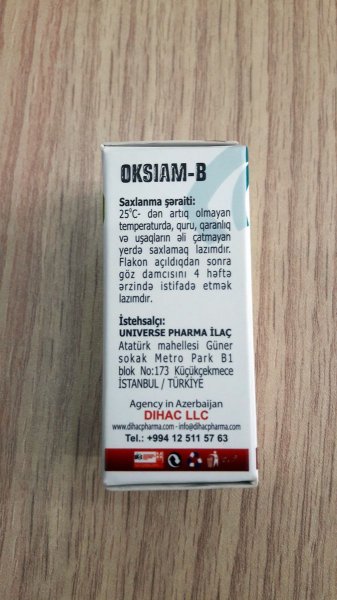 OKSIAM-B
Saxlanma şəraiti:
25°C- dən artıq olmayan
temperaturda, quru, qaranlıq
və uşaqların əli çatmayan
yerdə saxlamaq lazımdır.
Flakon açıldıqdan sonra
göz damcısını 4 həftə
ərzində istifadə etmək
lazımdır.
İstehsalçı:
UNIVERSE PHARMA İLAÇ
Atatürk mahellesi Güner
sokak Metro Park B1
blok No:173 Küçükçekmece
İSTANBUL / TÜRKİYE
Agency in Azerbaijan
DIHAC LLC
www.dihacpharma.com - info@dihacpharma.com
Tel.: +994 12 511 57 63